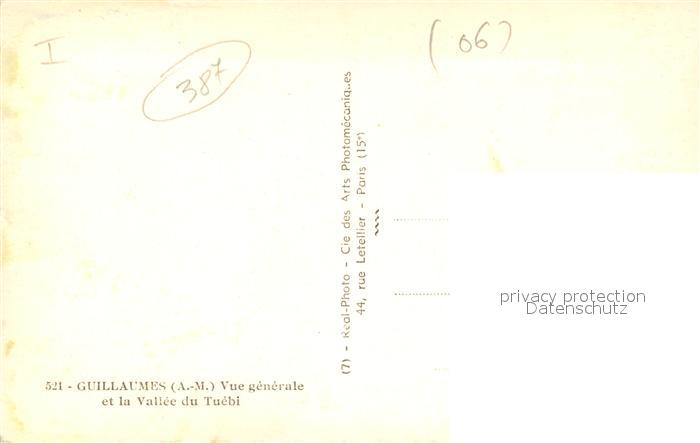 I
387
(06)
(7) - Real-Photo - Cie des Arts Photomécaniques
44, rue Letellier - Paris (15e)
privacy protection
Datenschutz
521 - GUILLAUMES (A.-M.) Vue générale
et la Vallée du Tuébi